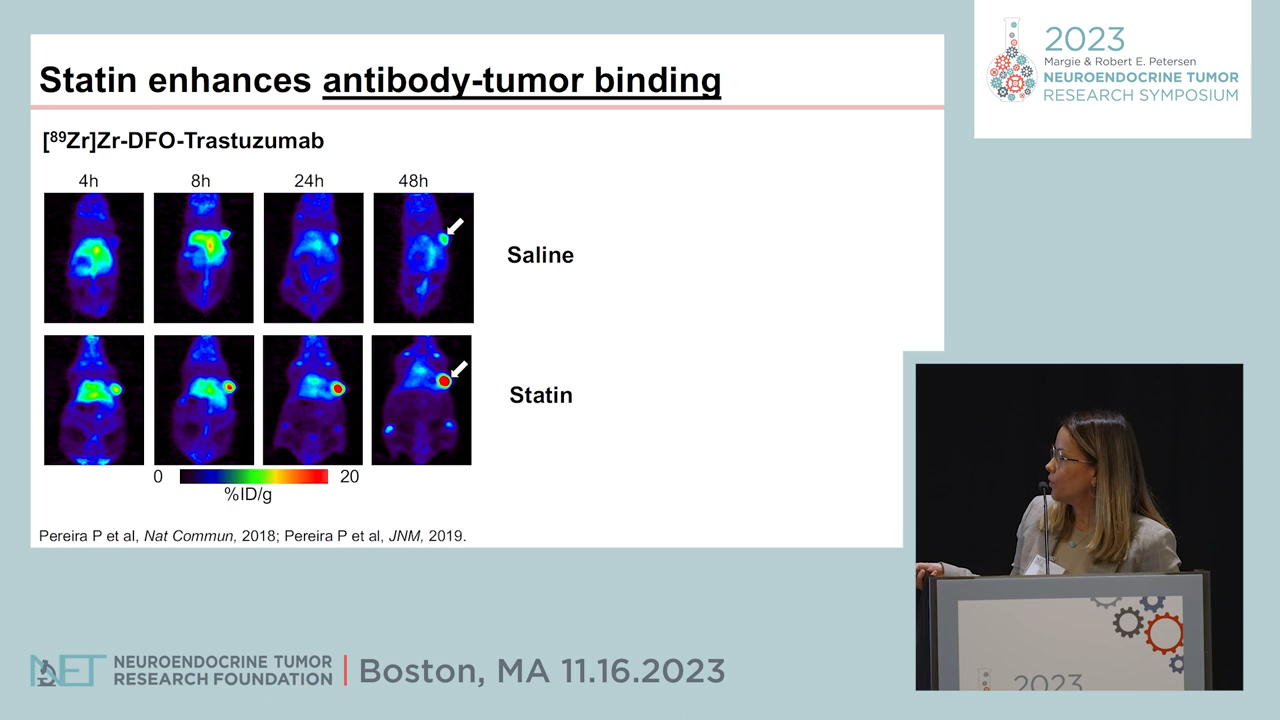 Statin enhances antibody-tumor binding
[⁸⁹Zr]Zr-DFO-Trastuzumab
4h 8h 24h 48h
Saline
Statin
0 20
%ID/g
Pereira P et al, Nat Commun, 2018; Pereira P et al, JNM, 2019.
2023
Margie & Robert E. Petersen
NEUROENDOCRINE TUMOR
RESEARCH SYMPOSIUM
2023
NET
NEUROENDOCRINE TUMOR
RESEARCH FOUNDATION
Boston, MA 11.16.2023